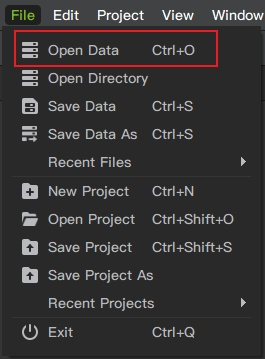 File Edit Project View Window
Open Data Ctrl+O
Open Directory
Save Data Ctrl+S
Save Data As Ctrl+S
Recent Files
New Project Ctrl+N
Open Project Ctrl+Shift+O
Save Project Ctrl+Shift+S
Save Project As
Recent Projects
Exit Ctrl+Q